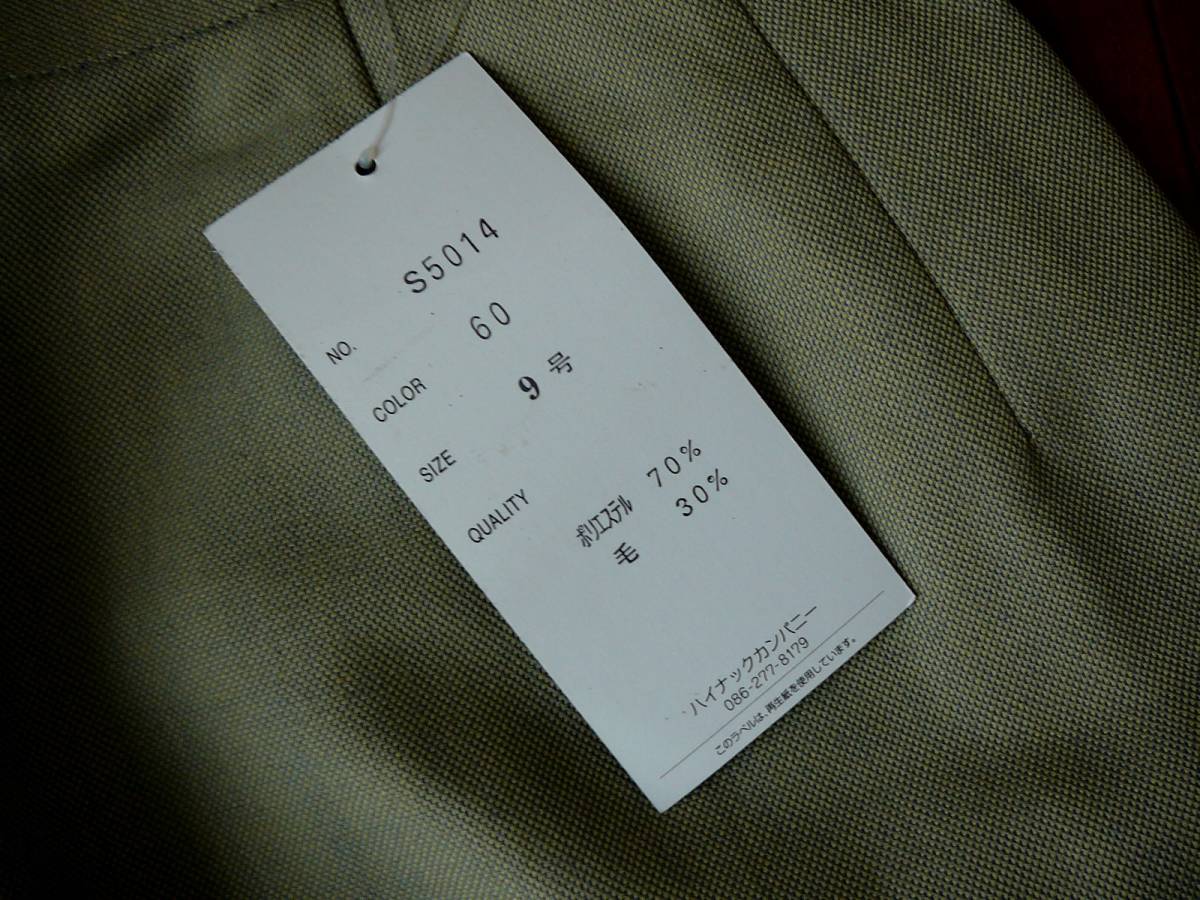 NO. S5014
COLOR 60
SIZE 9 号
QUALITY
ポリエステル 70%
毛 30%
ハイナックカンパニー
086-277-8179
このラベルは、再生紙を使用しています。